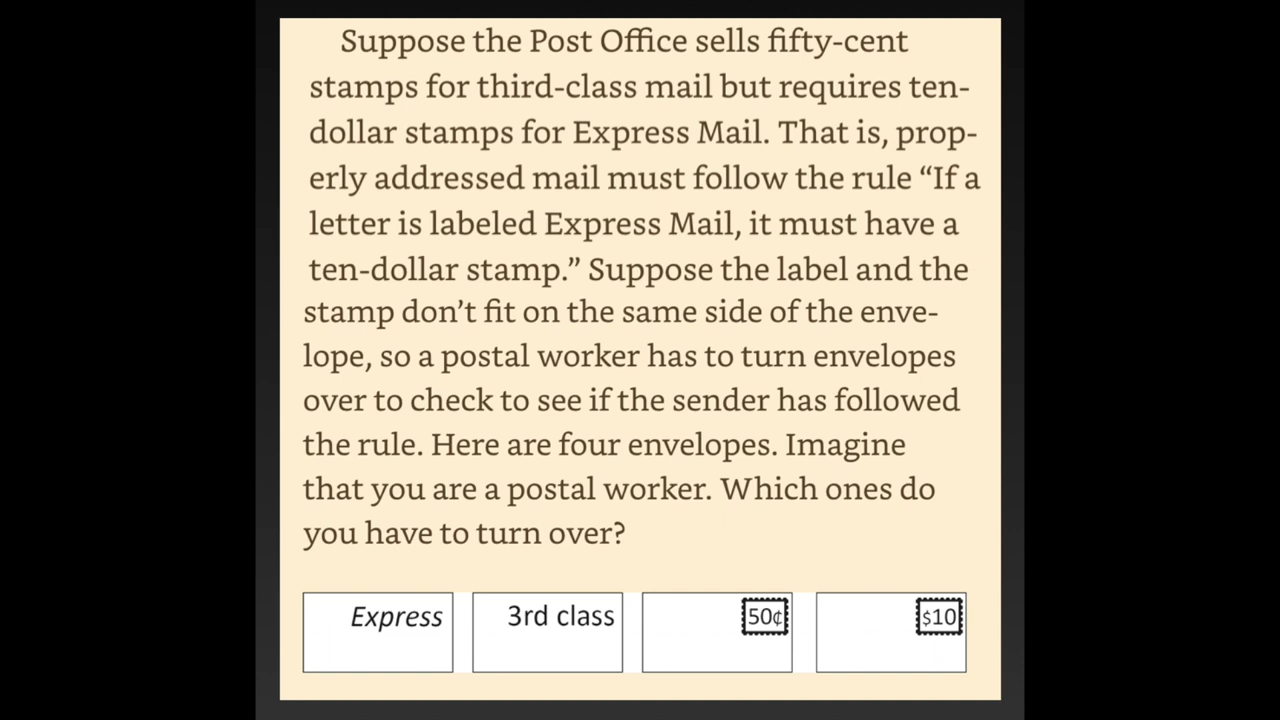 Suppose the Post Office sells fifty-cent
stamps for third-class mail but requires ten-
dollar stamps for Express Mail. That is, prop-
erly addressed mail must follow the rule “If a
letter is labeled Express Mail, it must have a
ten-dollar stamp.” Suppose the label and the
stamp don’t fit on the same side of the enve-
lope, so a postal worker has to turn envelopes
over to check to see if the sender has followed
the rule. Here are four envelopes. Imagine
that you are a postal worker. Which ones do
you have to turn over?
Express
3rd class
50¢
$10